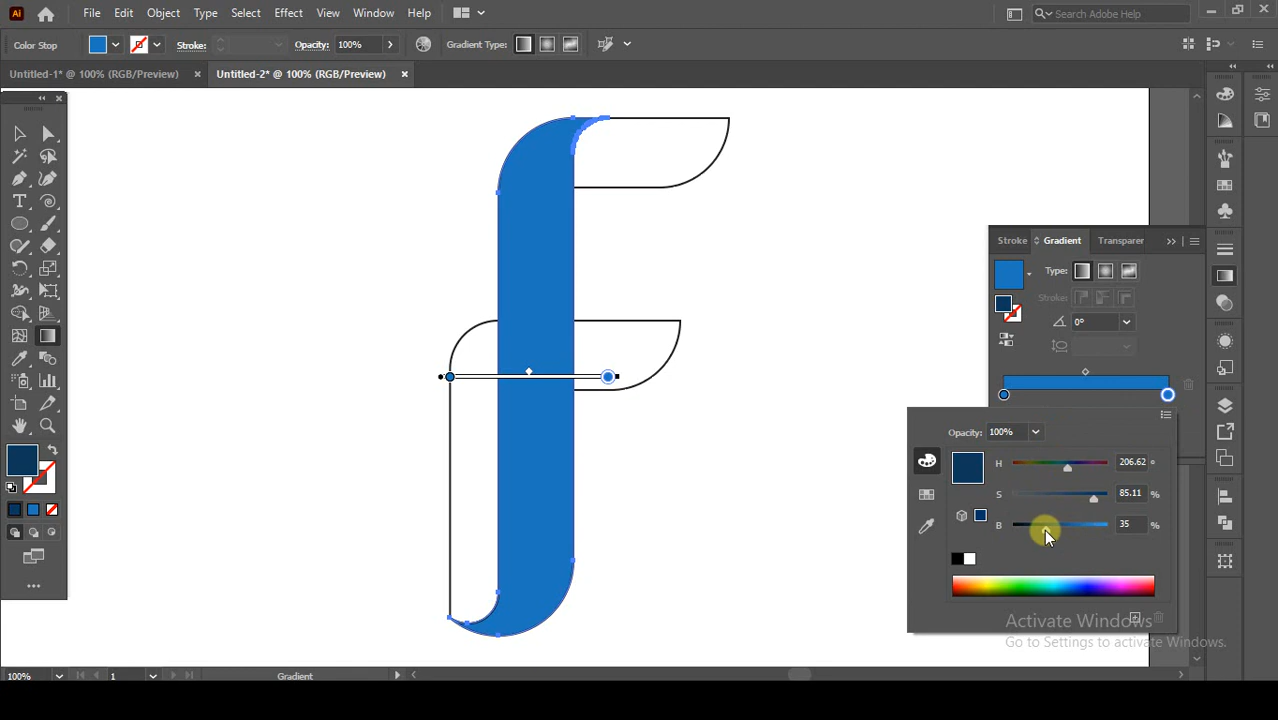 Ai File Edit Object Type Select Effect View Window Help Search Adobe Help
Color Stop Stroke: Opacity: 100% Gradient Type:
Untitled-1* @ 100% (RGB/Preview) × Untitled-2* @ 100% (RGB/Preview) ×
Stroke Gradient Transparer
Type:
Stroke:
0°
Opacity: 100%
H 206.62 °
S 85.11 %
B 35 %
Activate Windows
Go to Settings to activate Windows.
100% 1 Gradient